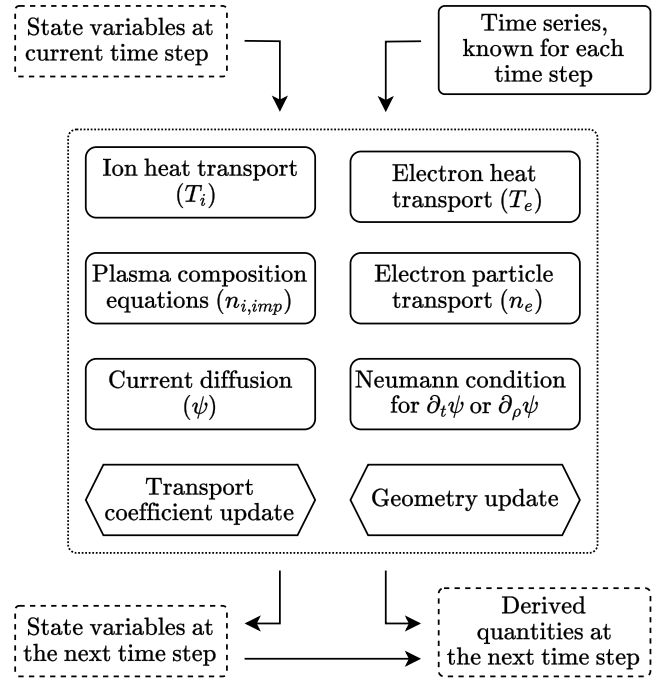 State variables at
current time step
Time series,
known for each
time step
Ion heat transport
(T_i)
Electron heat
transport (T_e)
Plasma composition
equations (n_{i,imp})
Electron particle
transport (n_e)
Current diffusion
(ψ)
Neumann condition
for ∂_tψ or ∂_ρψ
Transport
coefficient update
Geometry update
State variables at
the next time step
Derived
quantities at
the next time step